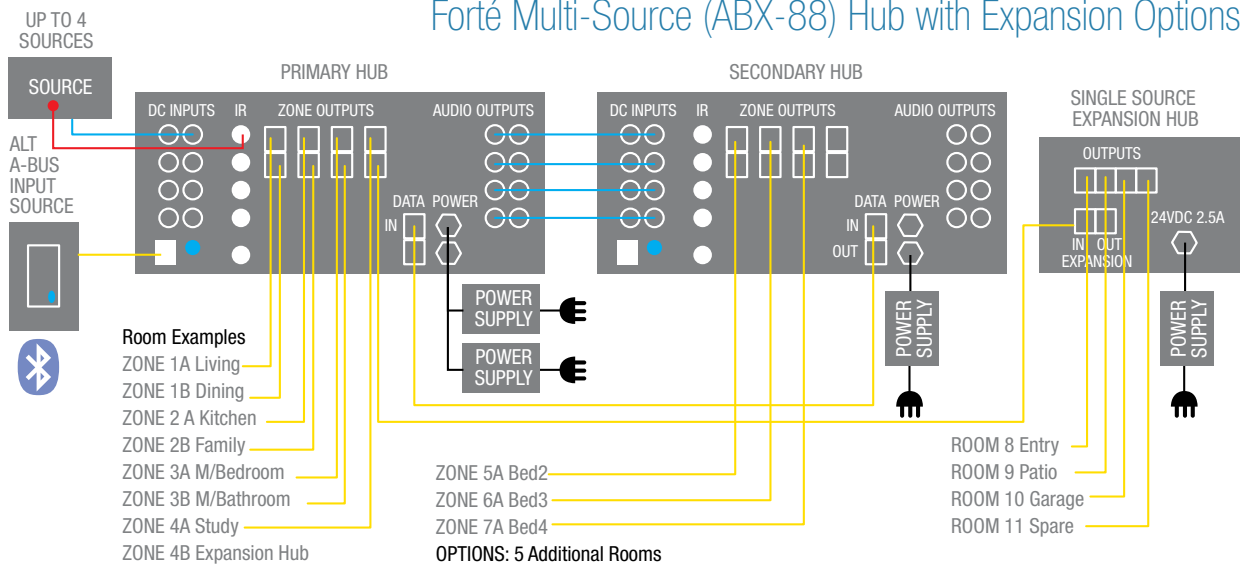 Forté Multi-Source (ABX-88) Hub with Expansion Options
UP TO 4
SOURCES
SOURCE
ALT
A-BUS
INPUT
SOURCE
PRIMARY HUB
DC INPUTS
IR
ZONE OUTPUTS
AUDIO OUTPUTS
DATA
POWER
IN
POWER
SUPPLY
POWER
SUPPLY
SECONDARY HUB
DC INPUTS
IR
ZONE OUTPUTS
AUDIO OUTPUTS
DATA
POWER
IN
OUT
POWER
SUPPLY
SINGLE SOURCE
EXPANSION HUB
OUTPUTS
24VDC 2.5A
IN OUT
EXPANSION
POWER
SUPPLY
Room Examples
ZONE 1A Living
ZONE 1B Dining
ZONE 2 A Kitchen
ZONE 2B Family
ZONE 3A M/Bedroom
ZONE 3B M/Bathroom
ZONE 4A Study
ZONE 4B Expansion Hub
ZONE 5A Bed2
ZONE 6A Bed3
ZONE 7A Bed4
OPTIONS: 5 Additional Rooms
ROOM 8 Entry
ROOM 9 Patio
ROOM 10 Garage
ROOM 11 Spare